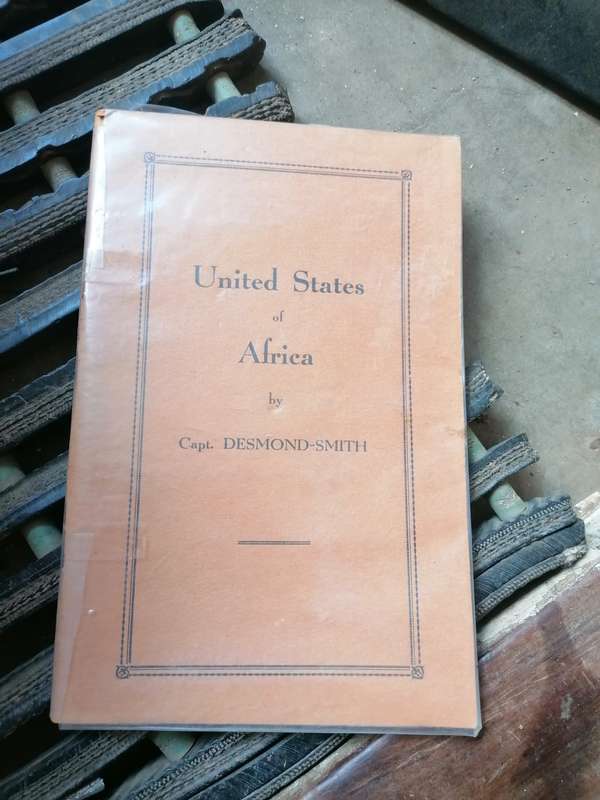 United States
of
Africa
by
Capt. DESMOND-SMITH